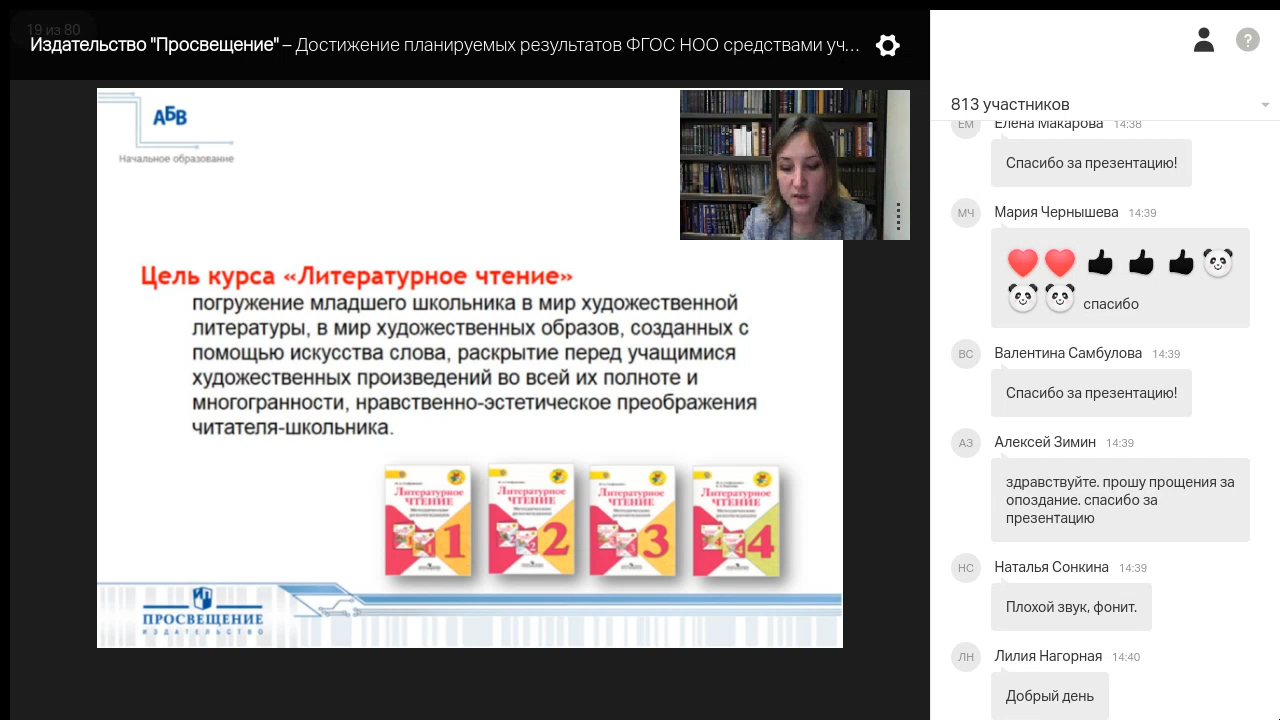 19 из 80
Издательство "Просвещение" – Достижение планируемых результатов ФГОС НОО средствами уч...
АБВ
Начальное образование
Цель курса «Литературное чтение»
погружение младшего школьника в мир художественной
литературы, в мир художественных образов, созданных с
помощью искусства слова, раскрытие перед учащимися
художественных произведений во всей их полноте и
многогранности, нравственно-эстетическое преображения
читателя-школьника.
Литературное
ЧТЕНИЕ
1
Литературное
ЧТЕНИЕ
2
Литературное
ЧТЕНИЕ
3
Литературное
ЧТЕНИЕ
4
ПРОСВЕЩЕНИЕ
ИЗДАТЕЛЬСТВО
?
813 участников
ЕМ Елена Макарова 14:38
Спасибо за презентацию!
МЧ Мария Чернышева 14:39
спасибо
ВС Валентина Самбулова 14:39
Спасибо за презентацию!
АЗ Алексей Зимин 14:39
здравствуйте. прошу прощения за
опоздание. спасибо за
презентацию
НС Наталья Сонкина 14:39
Плохой звук, фонит.
ЛН Лилия Нагорная 14:40
Добрый день